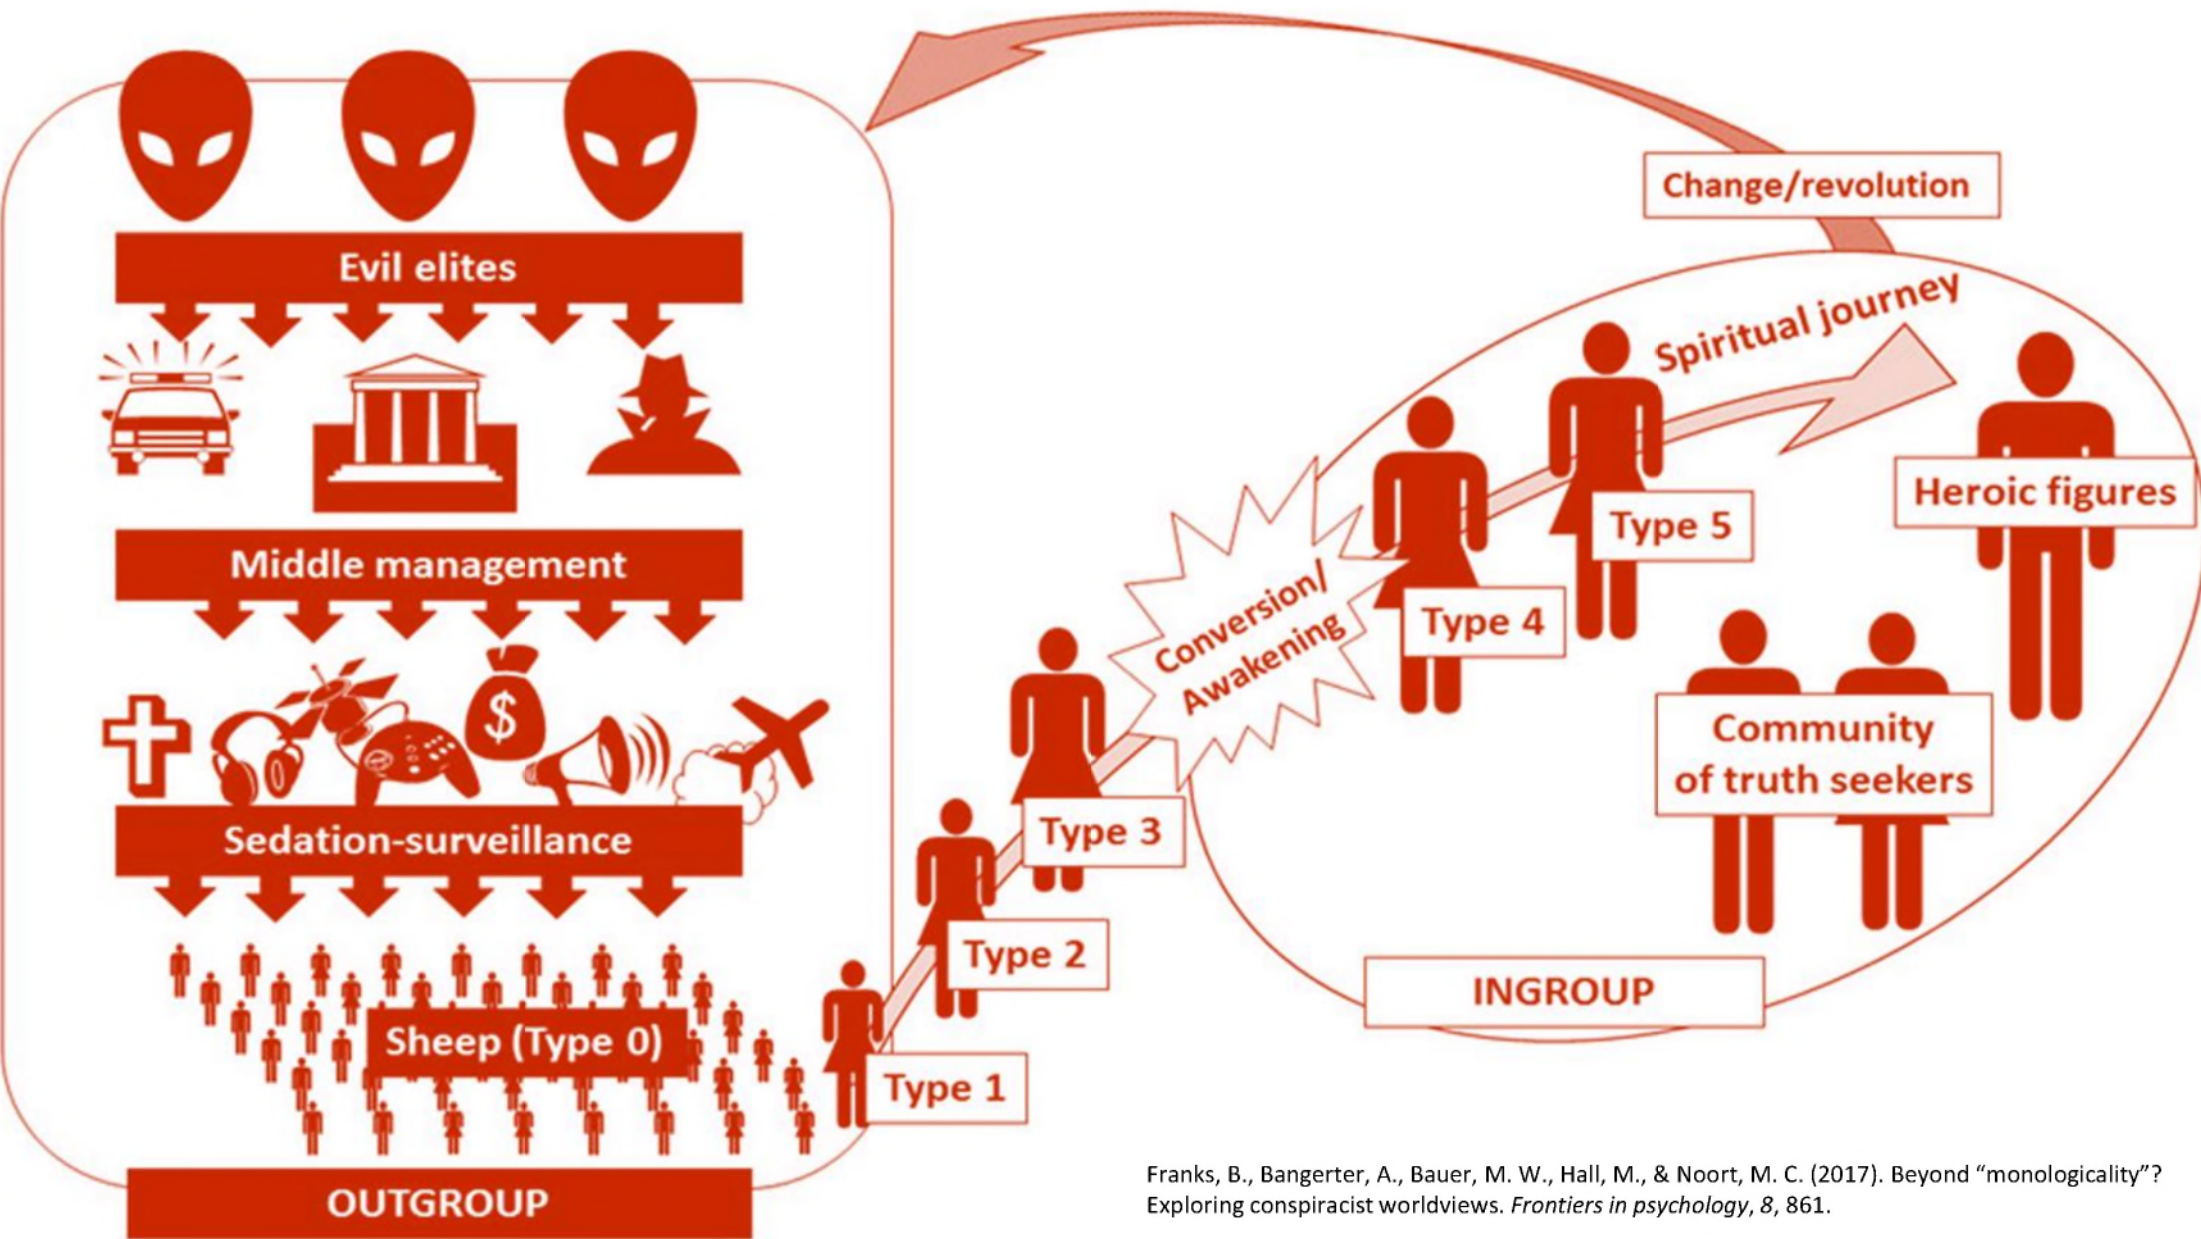 Evil elites
Middle management
$
Sedation-surveillance
Sheep (Type 0)
OUTGROUP
Type 1
Type 2
Type 3
Conversion/
Awakening
Type 4
Type 5
Spiritual journey
Change/revolution
Heroic figures
Community
of truth seekers
INGROUP
Franks, B., Bangerter, A., Bauer, M. W., Hall, M., & Noort, M. C. (2017). Beyond “monologicality”?
Exploring conspiracist worldviews. Frontiers in psychology, 8, 861.